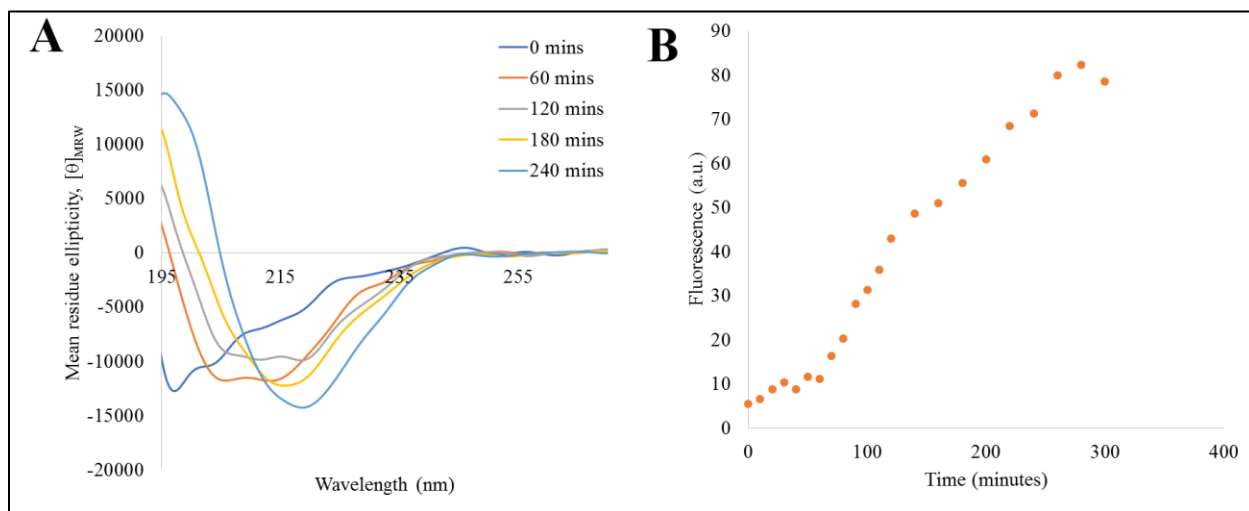 A
20000
15000
10000
5000
0
-5000
-10000
-15000
-20000
195
215
235
255
Mean residue ellipticity, [θ]MRW
Wavelength (nm)
0 mins
60 mins
120 mins
180 mins
240 mins
B
90
80
70
60
50
40
30
20
10
0
0
100
200
300
400
Fluorescence (a.u.)
Time (minutes)